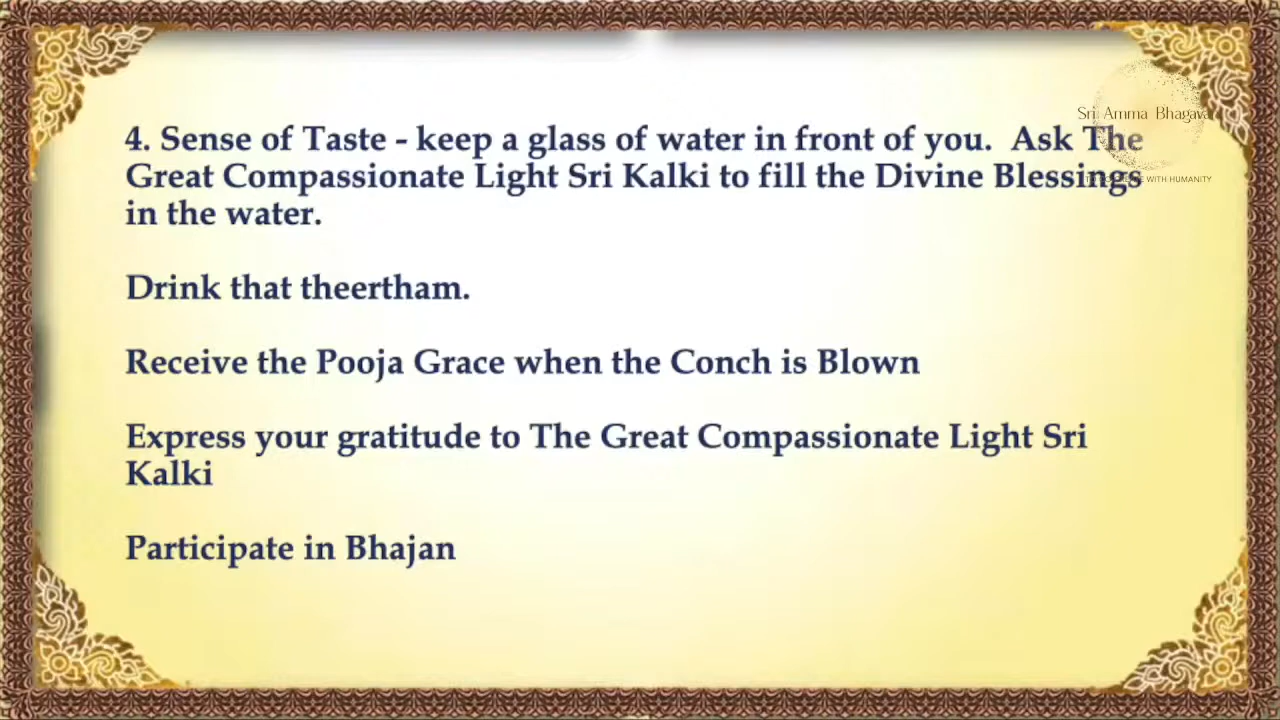 Sri Amma Bhagava
4. Sense of Taste - keep a glass of water in front of you. Ask The
Great Compassionate Light Sri Kalki to fill the Divine Blessings
WITH HUMANITY
in the water.
Drink that theertham.
Receive the Pooja Grace when the Conch is Blown
Express your gratitude to The Great Compassionate Light Sri
Kalki
Participate in Bhajan